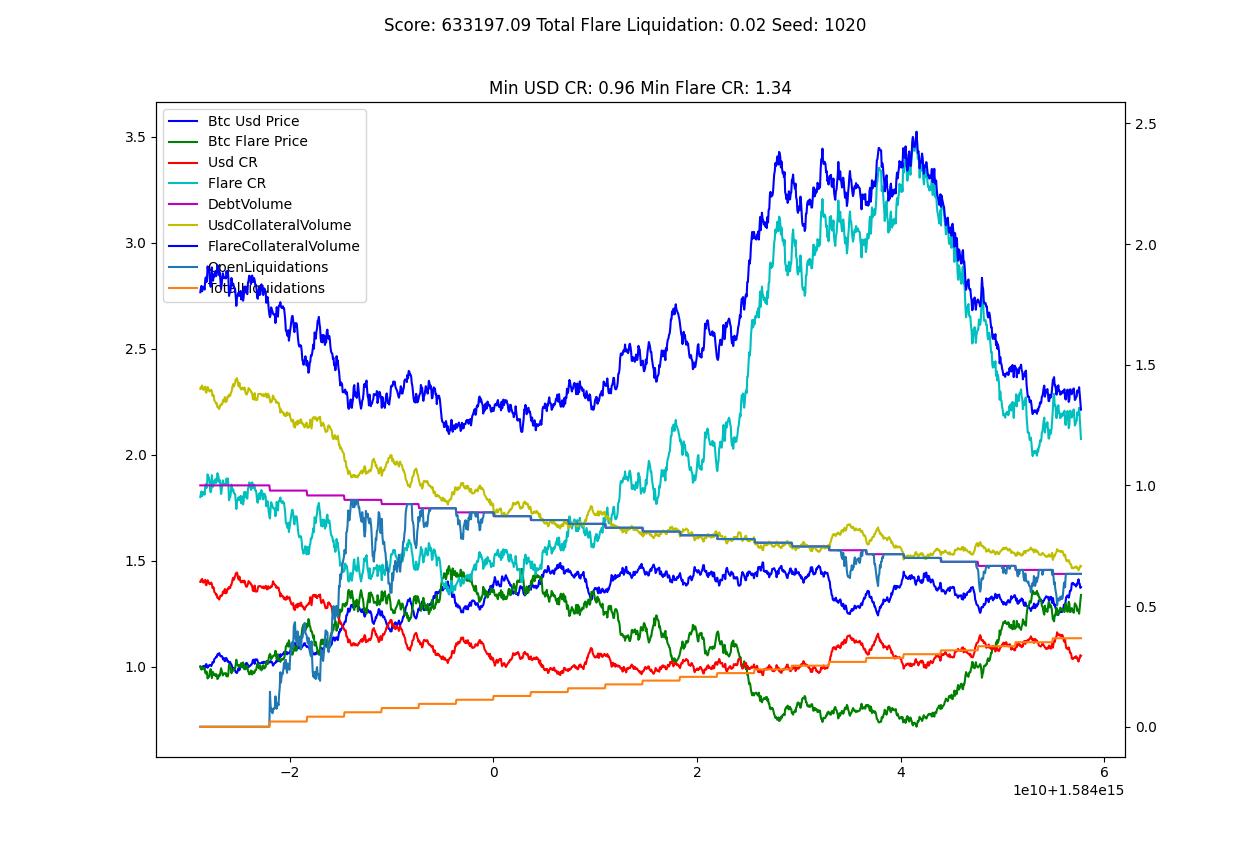 Score: 633197.09 Total Flare Liquidation: 0.02 Seed: 1020
Min USD CR: 0.96 Min Flare CR: 1.34
Btc Usd Price
Btc Flare Price
Usd CR
Flare CR
DebtVolume
UsdCollateralVolume
FlareCollateralVolume
OpenLiquidations
TotalLiquidations
3.5
3.0
2.5
2.0
1.5
1.0
2.5
2.0
1.5
1.0
0.5
0.0
−2
0
2
4
6
1e10+1.584e15